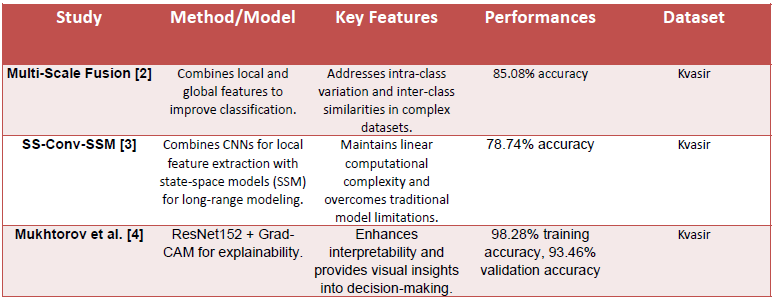 Study Method/Model Key Features Performances Dataset
Multi-Scale Fusion [2] Combines local and Addresses intra-class 85.08% accuracy Kvasir
global features to variation and inter-class
improve classification. similarities in complex
datasets.
SS-Conv-SSM [3] Combines CNNs for local Maintains linear 78.74% accuracy Kvasir
feature extraction with computational
state-space models (SSM) complexity and
for long-range modeling. overcomes traditional
model limitations.
Mukhtorov et al. [4] ResNet152 + Grad- Enhances 98.28% training Kvasir
CAM for explainability. interpretability and accuracy, 93.46%
provides visual insights validation accuracy
into decision-making.